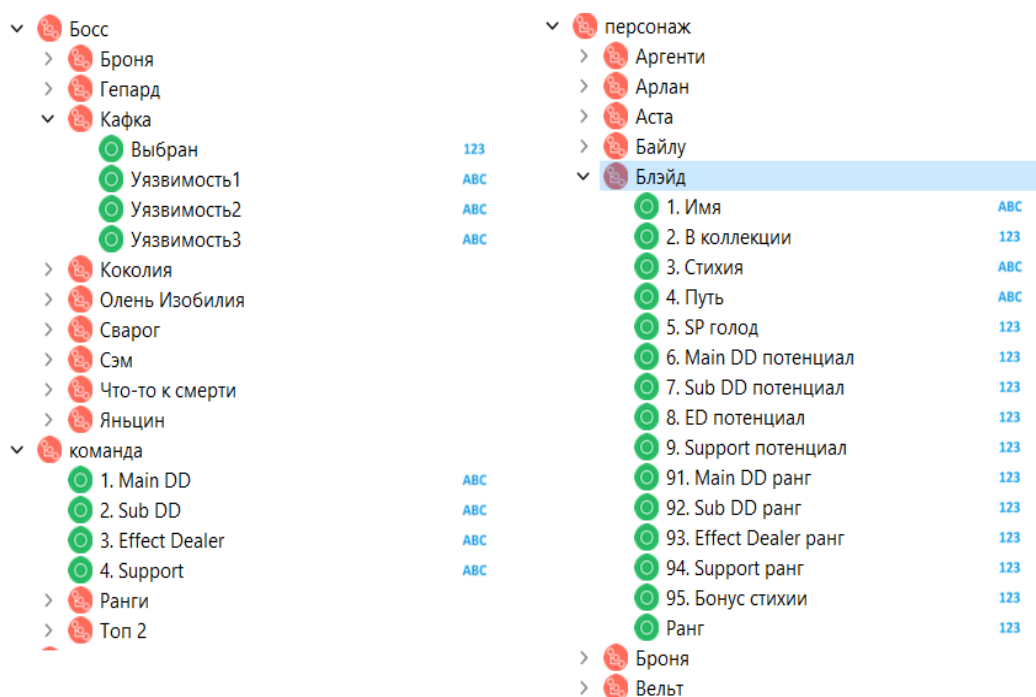 Босс
Броня
Гепард
Кафка
Выбран 123
Уязвимость1 ABC
Уязвимость2 ABC
Уязвимость3 ABC
Коколия
Олень Изобилия
Сварог
Сэм
Что-то к смерти
Яньцин
команда
1. Main DD ABC
2. Sub DD ABC
3. Effect Dealer ABC
4. Support ABC
Ранги
Топ 2
персонаж
Аргенти
Арлан
Аста
Байлу
Блэйд
1. Имя ABC
2. В коллекции 123
3. Стихия ABC
4. Путь ABC
5. SP голод 123
6. Main DD потенциал 123
7. Sub DD потенциал 123
8. ED потенциал 123
9. Support потенциал 123
91. Main DD ранг 123
92. Sub DD ранг 123
93. Effect Dealer ранг 123
94. Support ранг 123
95. Бонус стихии 123
Ранг 123
Броня
Вельт